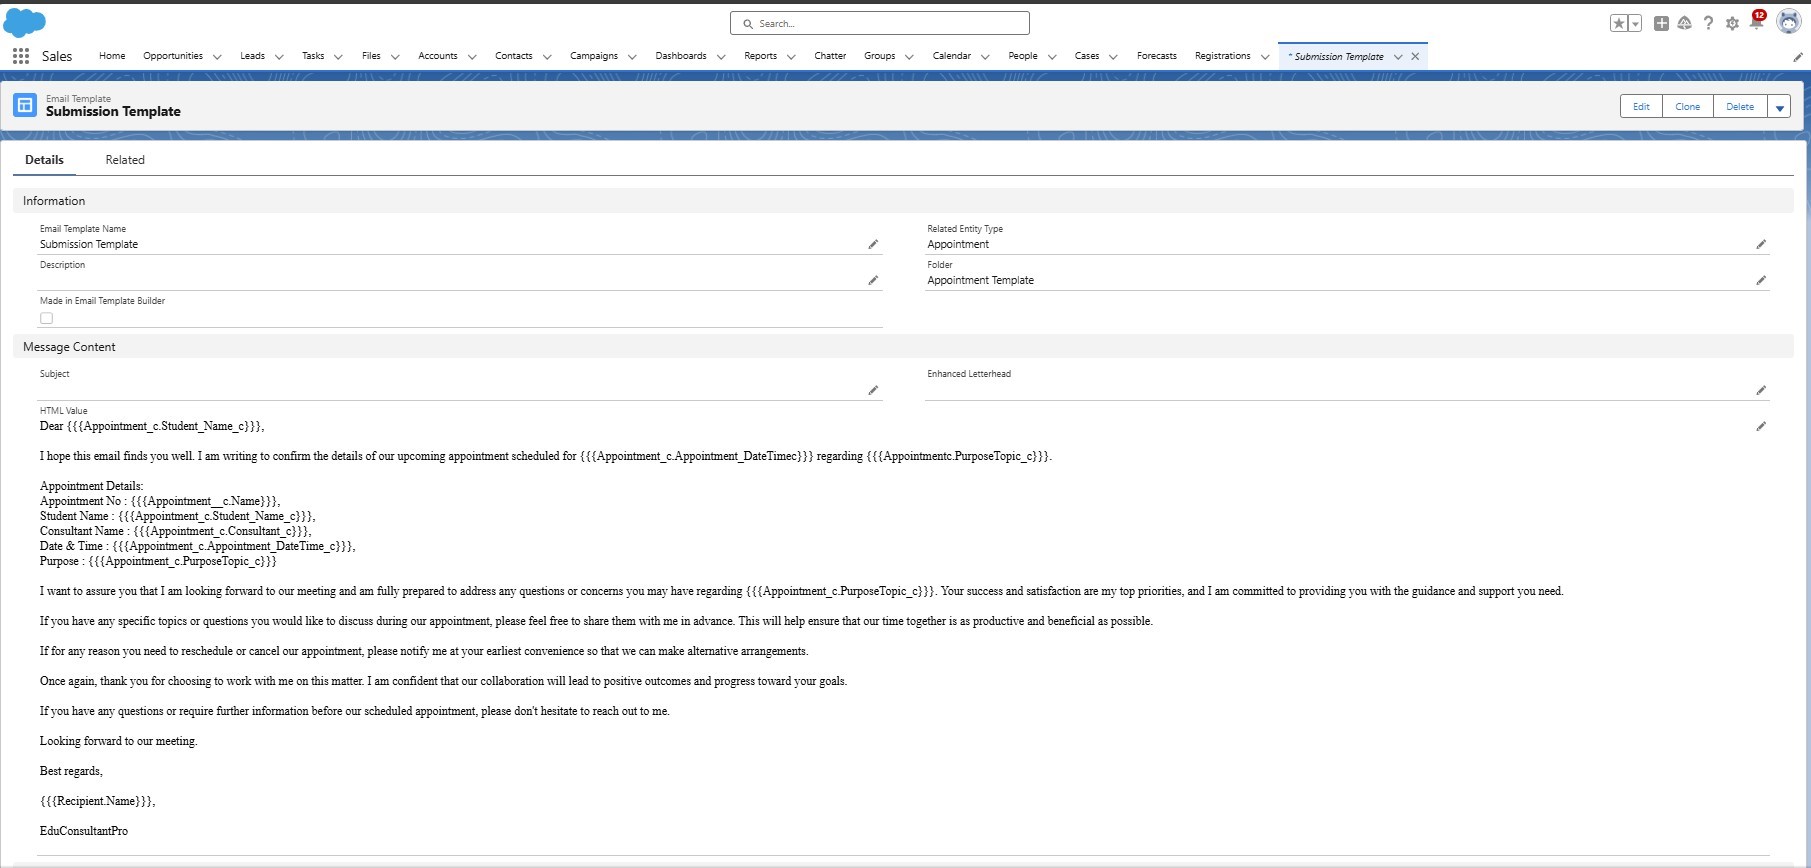 Search...
12
Sales
Home Opportunities Leads Tasks Files Accounts Contacts Campaigns Dashboards Reports Chatter Groups Calendar People Cases Forecasts Registrations * Submission Template
Email Template
Submission Template
Edit Clone Delete
Details Related
Information
Email Template Name
Submission Template
Related Entity Type
Appointment
Description
Folder
Appointment Template
Made in Email Template Builder
Message Content
Subject
Enhanced Letterhead
HTML Value
Dear {{{Appointment_c.Student_Name_c}}},
I hope this email finds you well. I am writing to confirm the details of our upcoming appointment scheduled for {{{Appointment_c.Appointment_DateTimec}}} regarding {{{Appointmentc.PurposeTopic_c}}}.
Appointment Details:
Appointment No : {{{Appointment__c.Name}}},
Student Name : {{{Appointment_c.Student_Name_c}}},
Consultant Name : {{{Appointment_c.Consultant_c}}},
Date & Time : {{{Appointment_c.Appointment_DateTime_c}}},
Purpose : {{{Appointment_c.PurposeTopic_c}}}
I want to assure you that I am looking forward to our meeting and am fully prepared to address any questions or concerns you may have regarding {{{Appointment_c.PurposeTopic_c}}}. Your success and satisfaction are my top priorities, and I am committed to providing you with the guidance and support you need.
If you have any specific topics or questions you would like to discuss during our appointment, please feel free to share them with me in advance. This will help ensure that our time together is as productive and beneficial as possible.
If for any reason you need to reschedule or cancel our appointment, please notify me at your earliest convenience so that we can make alternative arrangements.
Once again, thank you for choosing to work with me on this matter. I am confident that our collaboration will lead to positive outcomes and progress toward your goals.
If you have any questions or require further information before our scheduled appointment, please don't hesitate to reach out to me.
Looking forward to our meeting.
Best regards,
{{{Recipient.Name}}},
EduConsultantPro